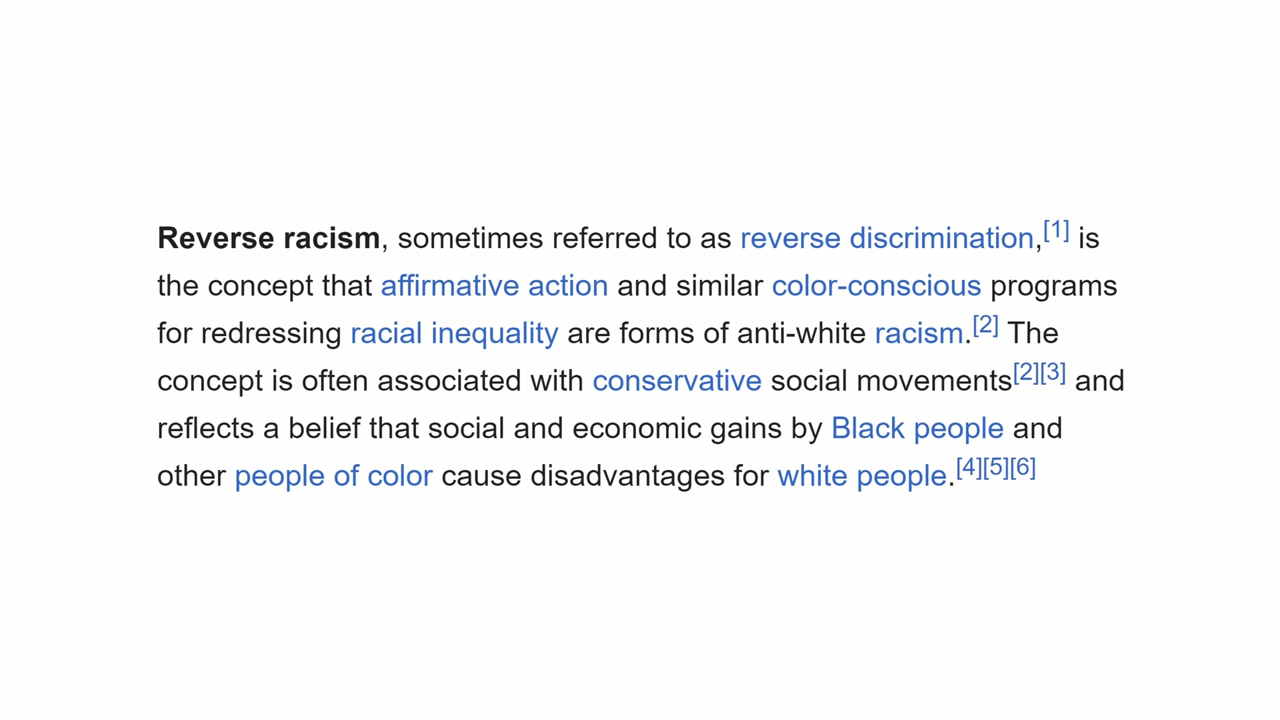 Reverse racism, sometimes referred to as reverse discrimination,[1] is
the concept that affirmative action and similar color-conscious programs
for redressing racial inequality are forms of anti-white racism.[2] The
concept is often associated with conservative social movements[2][3] and
reflects a belief that social and economic gains by Black people and
other people of color cause disadvantages for white people.[4][5][6]